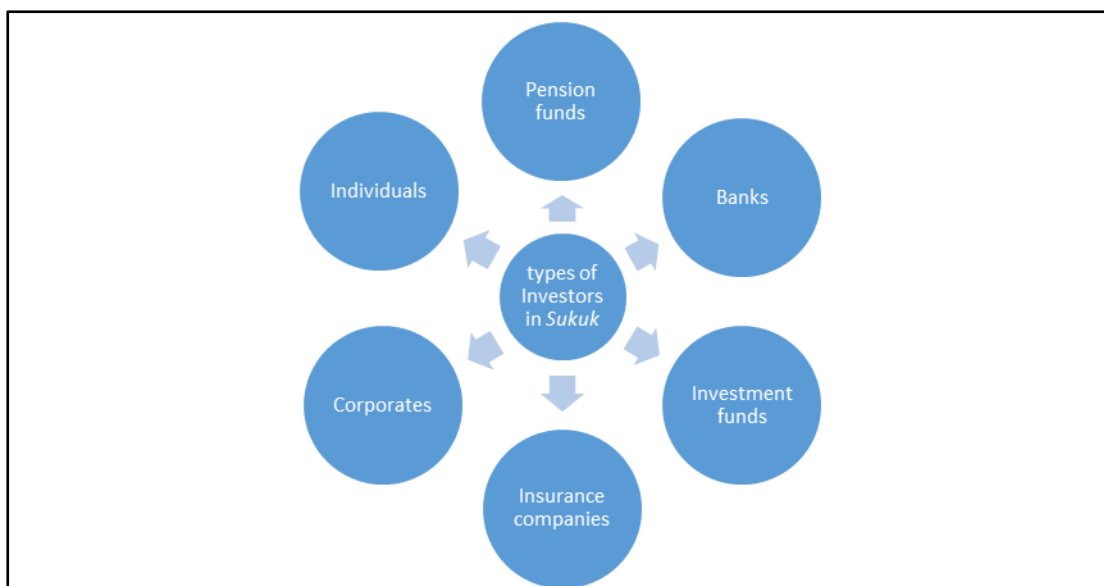 Pension
funds
Individuals
Banks
types of
Investors
in Sukuk
Corporates
Investment
funds
Insurance
companies